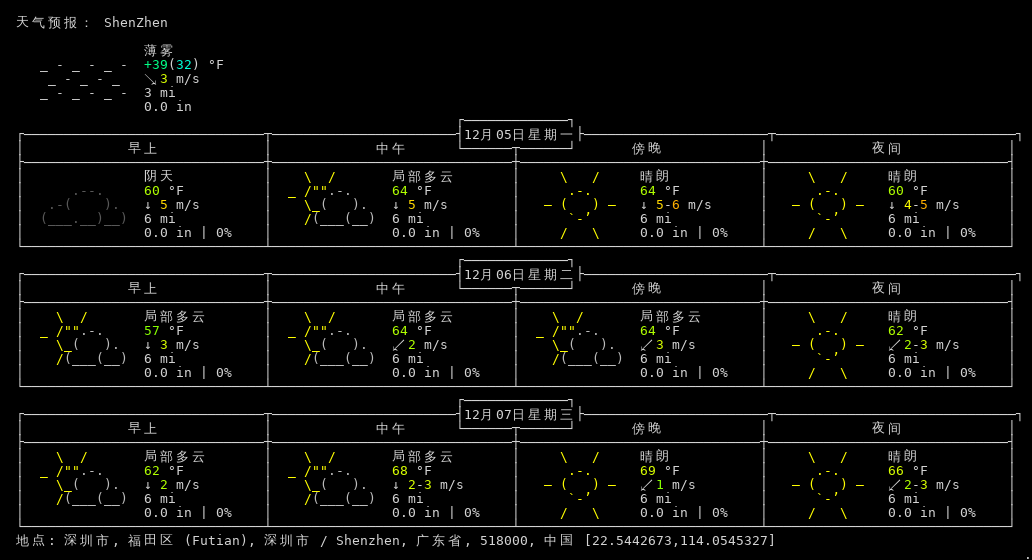 天气预报： ShenZhen
薄雾
+39(32) °F
↘ 3 m/s
3 mi
0.0 in
12月05日星期一
早上 中午 傍晚 夜间
阴天 局部多云 晴朗 晴朗
60 °F 64 °F 64 °F 60 °F
↓ 5 m/s ↓ 5 m/s ↓ 5-6 m/s ↓ 4-5 m/s
6 mi 6 mi 6 mi 6 mi
0.0 in | 0% 0.0 in | 0% 0.0 in | 0% 0.0 in | 0%
12月06日星期二
早上 中午 傍晚 夜间
局部多云 局部多云 局部多云 晴朗
57 °F 64 °F 64 °F 62 °F
↓ 3 m/s ↙ 2 m/s ↙ 3 m/s ↙ 2-3 m/s
6 mi 6 mi 6 mi 6 mi
0.0 in | 0% 0.0 in | 0% 0.0 in | 0% 0.0 in | 0%
12月07日星期三
早上 中午 傍晚 夜间
局部多云 局部多云 晴朗 晴朗
62 °F 68 °F 69 °F 66 °F
↓ 2 m/s ↓ 2-3 m/s ↙ 1 m/s ↙ 2-3 m/s
6 mi 6 mi 6 mi 6 mi
0.0 in | 0% 0.0 in | 0% 0.0 in | 0% 0.0 in | 0%
地点: 深圳市, 福田区 (Futian), 深圳市 / Shenzhen, 广东省, 518000, 中国 [22.5442673,114.0545327]